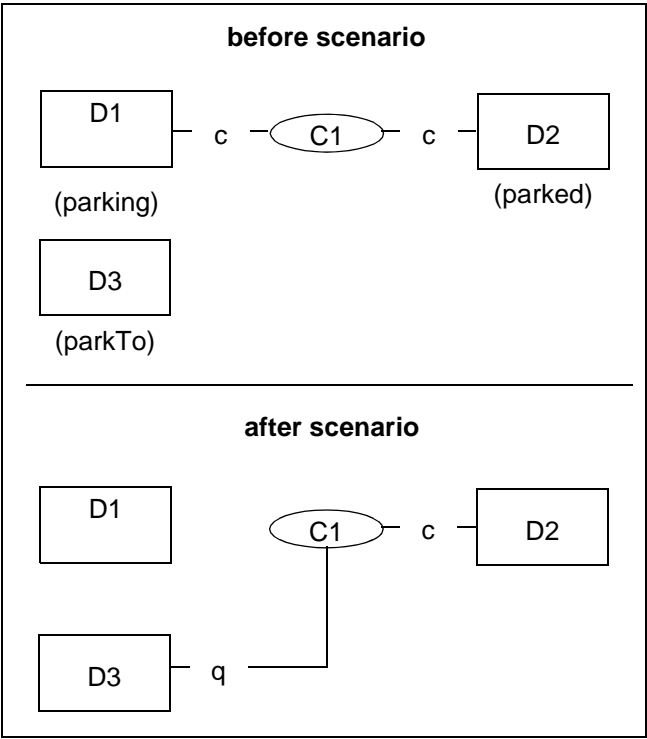 before scenario
D1 c C1 c D2
(parking) (parked)
D3
(parkTo)
after scenario
D1 C1 c D2
D3 q